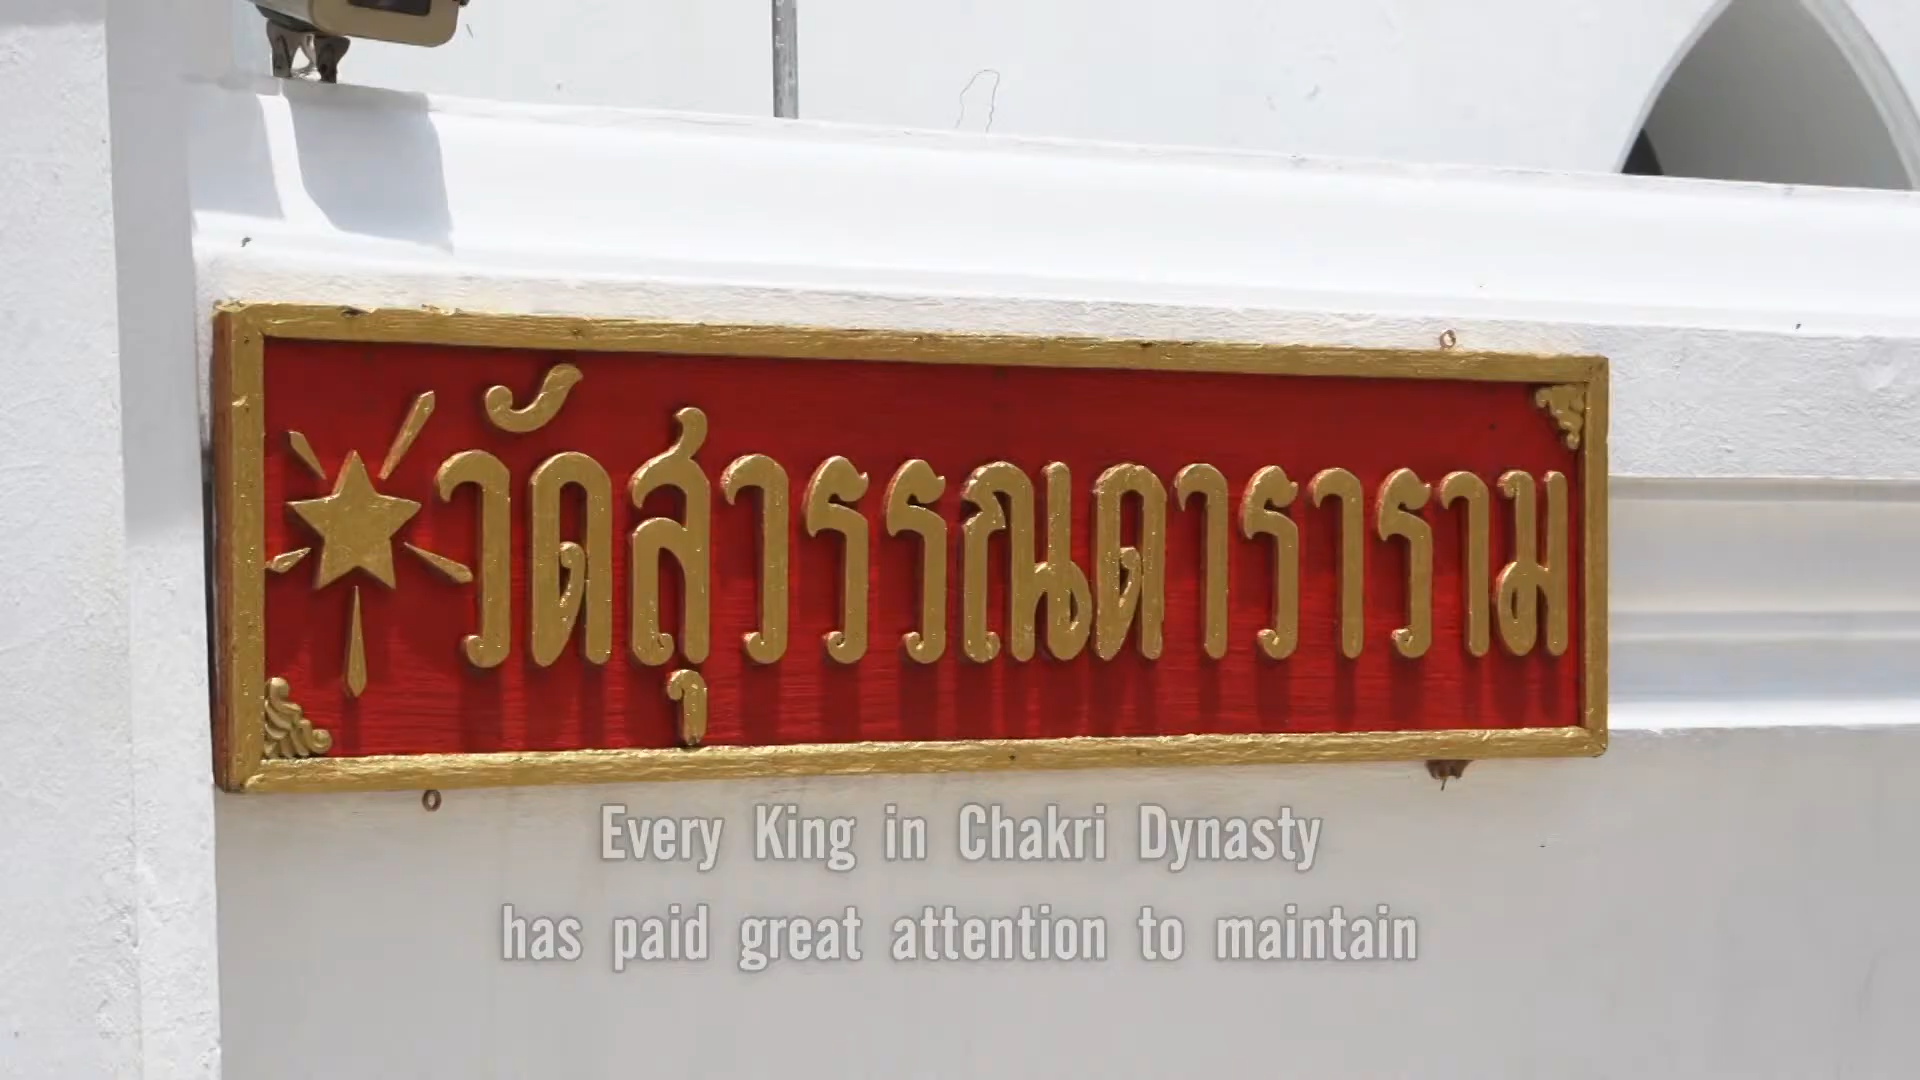 วัดสุวรรณดาราราม
Every King in Chakri Dynasty
has paid great attention to maintain